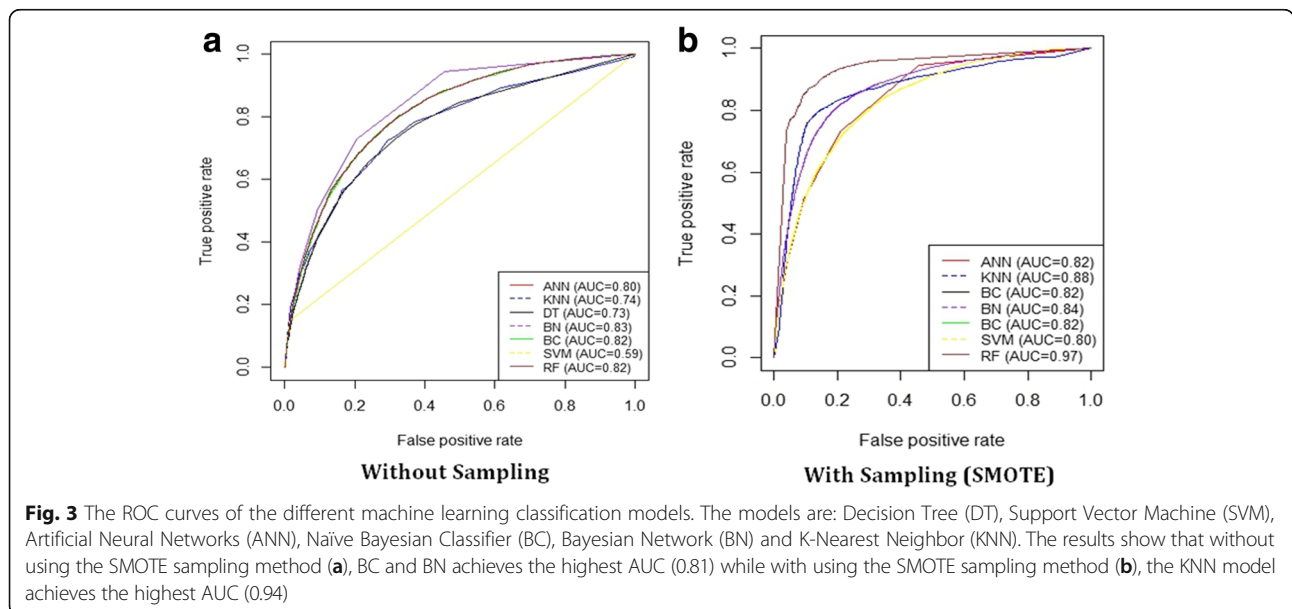 a
True positive rate
1.0
0.8
0.6
0.4
0.2
0.0
0.0 0.2 0.4 0.6 0.8 1.0
False positive rate
ANN (AUC=0.80)
KNN (AUC=0.74)
DT (AUC=0.73)
BN (AUC=0.83)
BC (AUC=0.82)
SVM (AUC=0.59)
RF (AUC=0.82)
Without Sampling
b
True positive rate
1.0
0.8
0.6
0.4
0.2
0.0
0.0 0.2 0.4 0.6 0.8 1.0
False positive rate
ANN (AUC=0.82)
KNN (AUC=0.88)
BC (AUC=0.82)
BN (AUC=0.84)
BC (AUC=0.82)
SVM (AUC=0.80)
RF (AUC=0.97)
With Sampling (SMOTE)
Fig. 3 The ROC curves of the different machine learning classification models. The models are: Decision Tree (DT), Support Vector Machine (SVM),
Artificial Neural Networks (ANN), Naïve Bayesian Classifier (BC), Bayesian Network (BN) and K-Nearest Neighbor (KNN). The results show that without
using the SMOTE sampling method (a), BC and BN achieves the highest AUC (0.81) while with using the SMOTE sampling method (b), the KNN model
achieves the highest AUC (0.94)